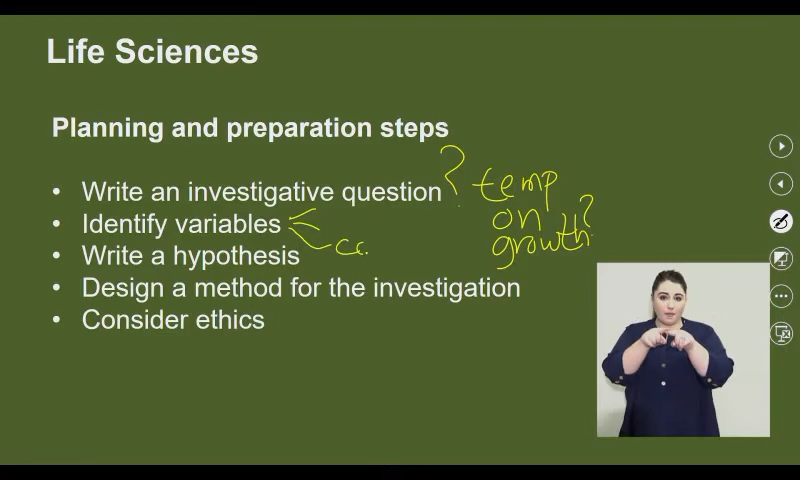 Life Sciences
Planning and preparation steps
• Write an investigative question ? temp
on
growth?
• Identify variables
• Write a hypothesis
• Design a method for the investigation
• Consider ethics